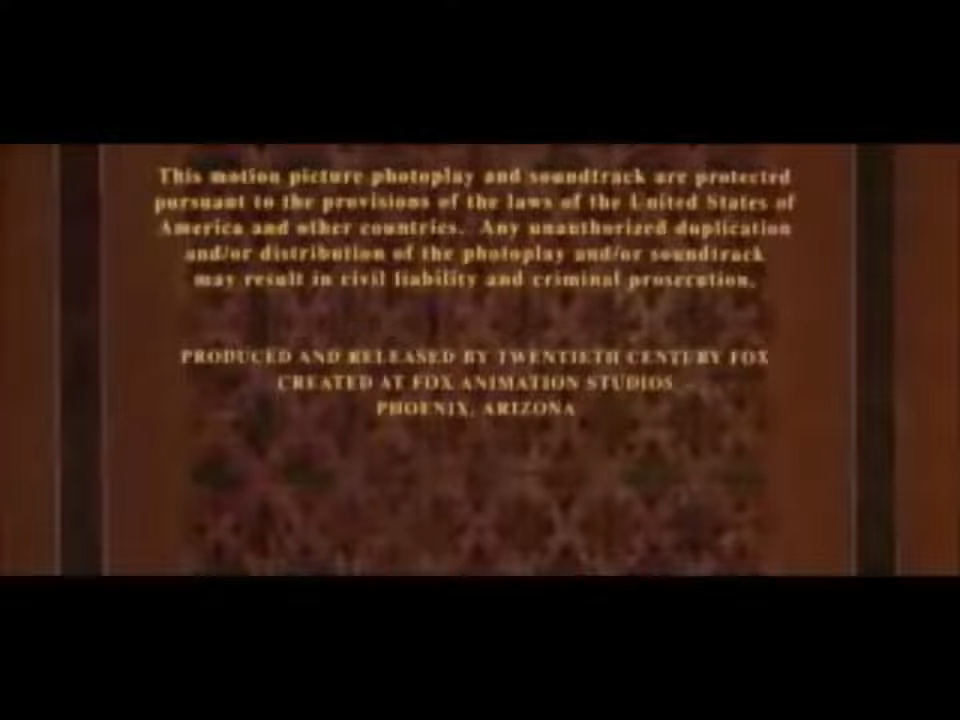 This motion picture photoplay and soundtrack are protected
pursuant to the provisions of the laws of the United States of
America and other countries. Any unauthorized duplication
and/or distribution of the photoplay and/or soundtrack
may result in civil liability and criminal prosecution.
PRODUCED AND RELEASED BY TWENTIETH CENTURY FOX
CREATED AT FOX ANIMATION STUDIOS
PHOENIX, ARIZONA